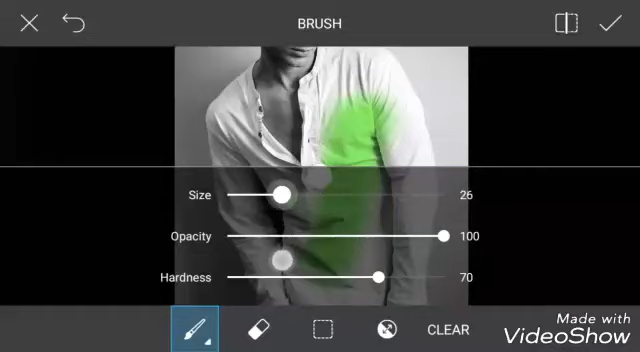 BRUSH
Size 26
Opacity 100
Hardness 70
CLEAR
Made with
VideoShow